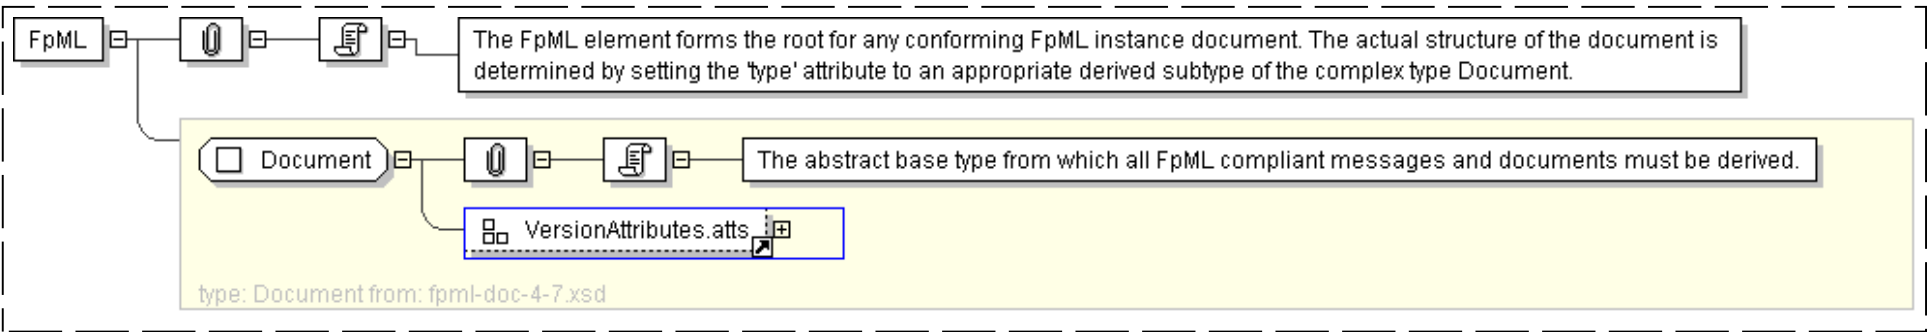 FpML
The FpML element forms the root for any conforming FpML instance document. The actual structure of the document is
determined by setting the 'type' attribute to an appropriate derived subtype of the complex type Document.
Document
The abstract base type from which all FpML compliant messages and documents must be derived.
VersionAttributes.atts
type: Document from: fpml-doc-4-7.xsd